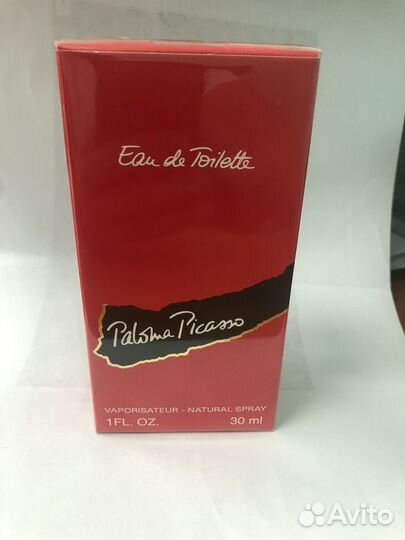 Eau de Toilette
Paloma Picasso
VAPORISATEUR - NATURAL SPRAY
1FL. OZ. 30 ml
Avito